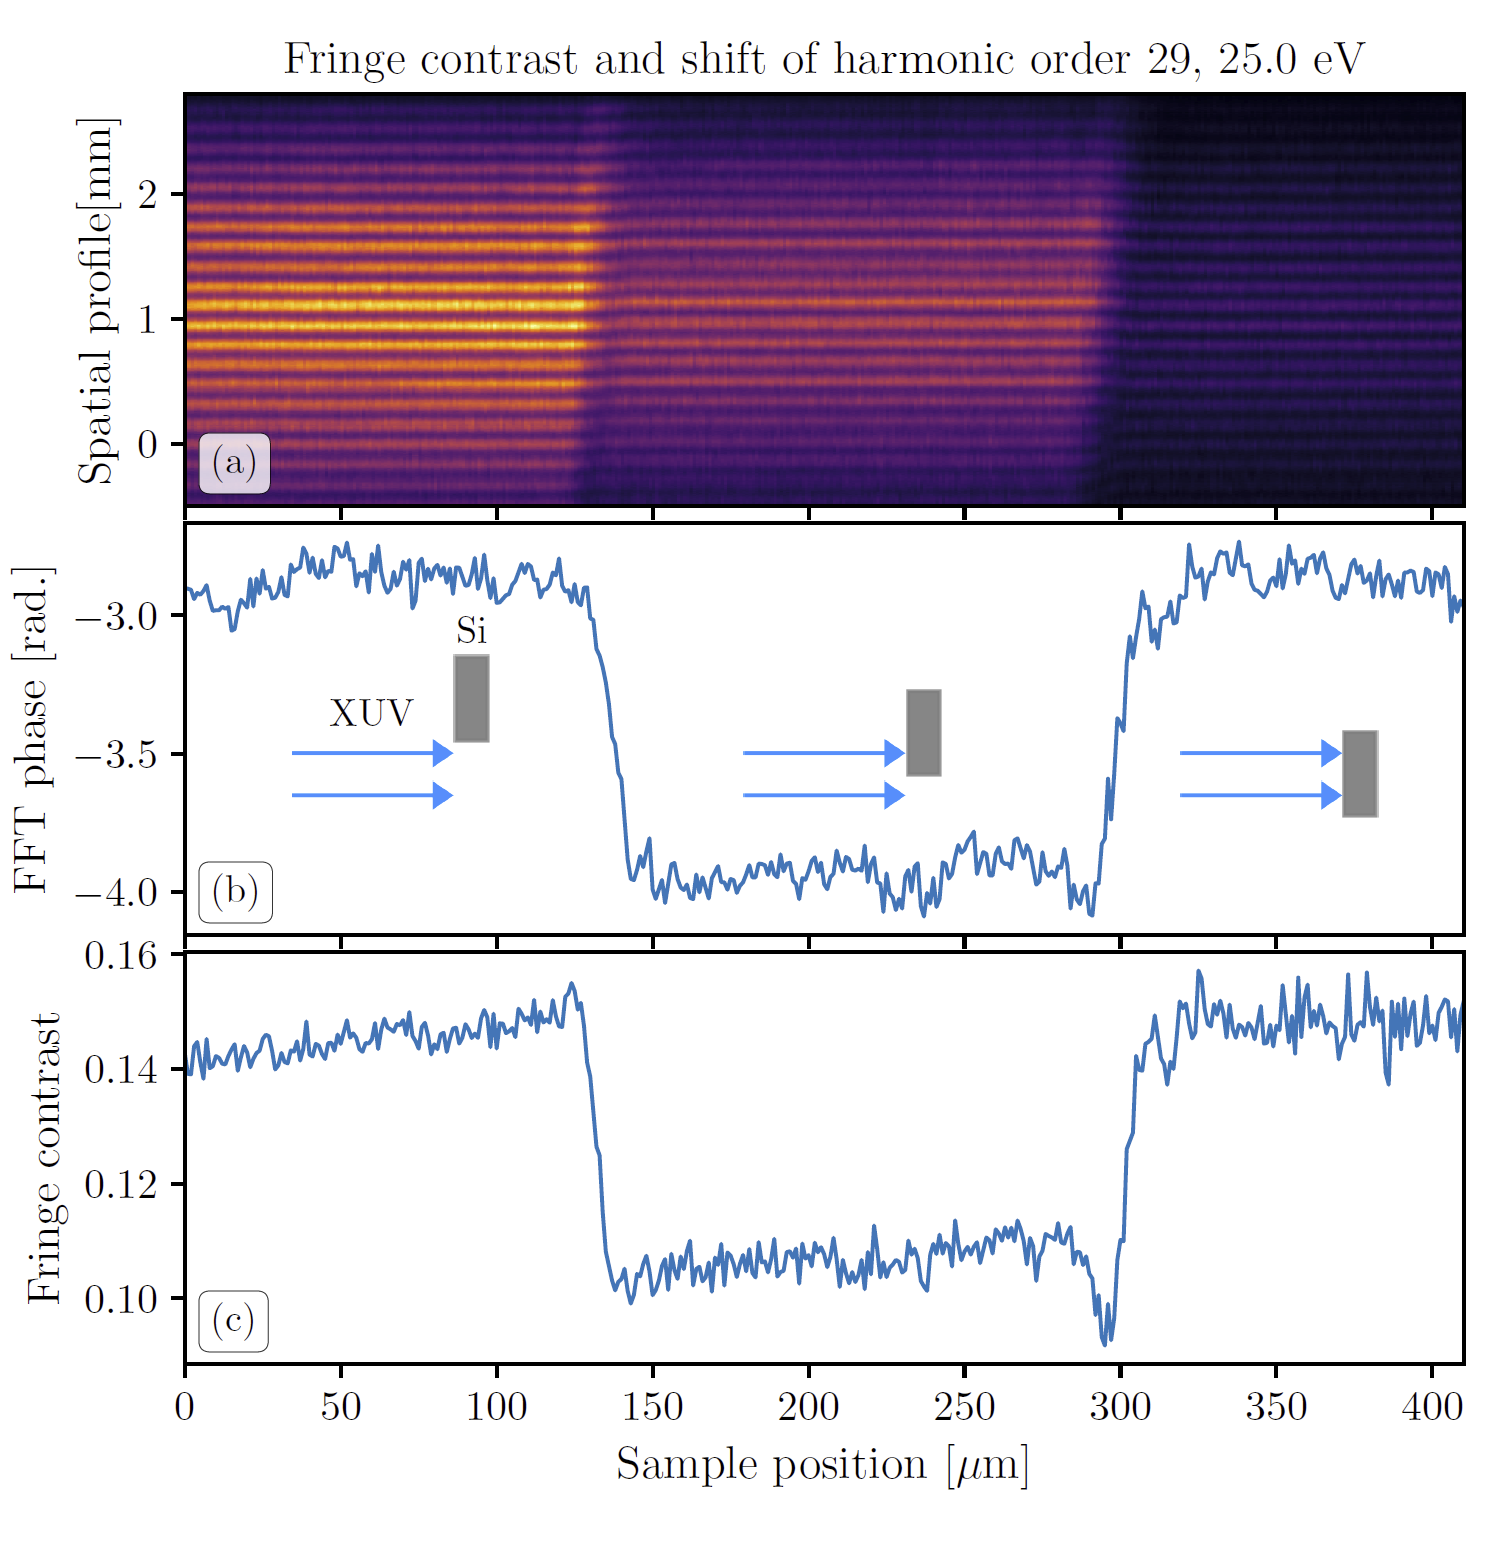 Fringe contrast and shift of harmonic order 29, 25.0 eV
Spatial profile[mm]
2
1
0
(a)
FFT phase [rad.]
−3.0
−3.5
−4.0
Si
XUV
(b)
Fringe contrast
0.16
0.14
0.12
0.10
(c)
0 50 100 150 200 250 300 350 400
Sample position [μm]